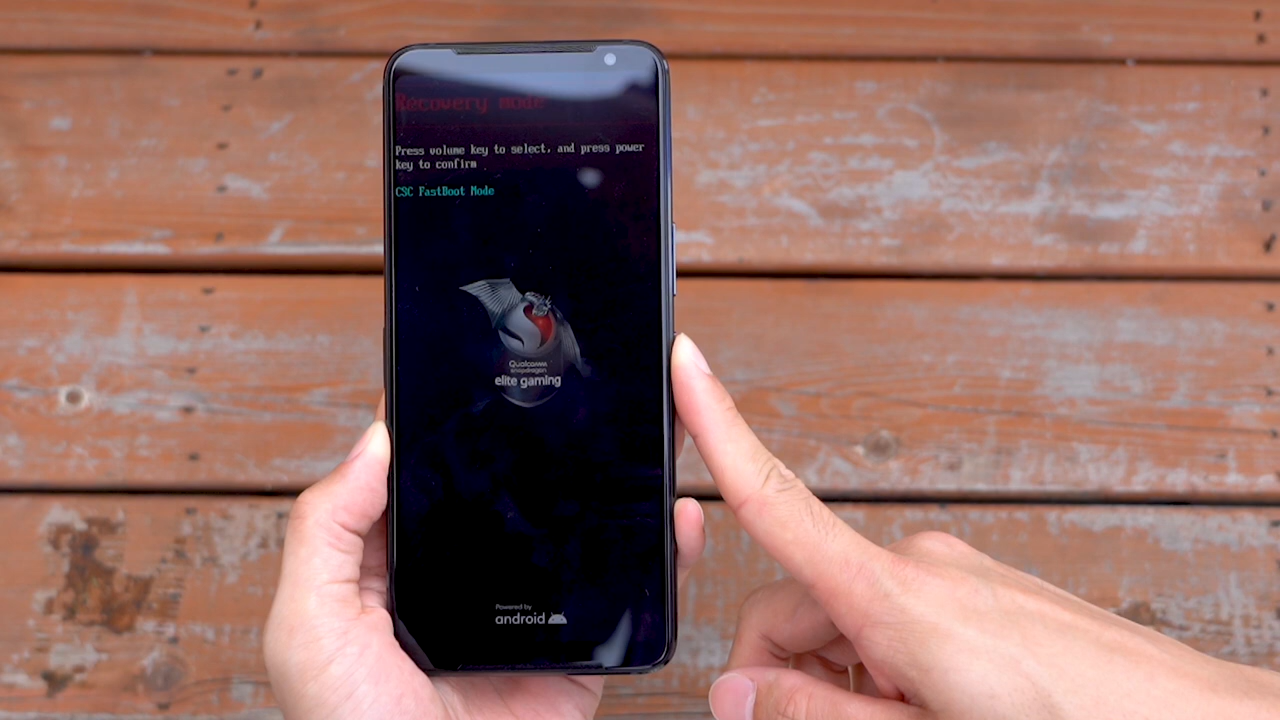 Recovery mode
Press volume key to select, and press power
key to confirm
CSC FastBoot Mode
Qualcomm
snapdragon
elite gaming
Powered by
android